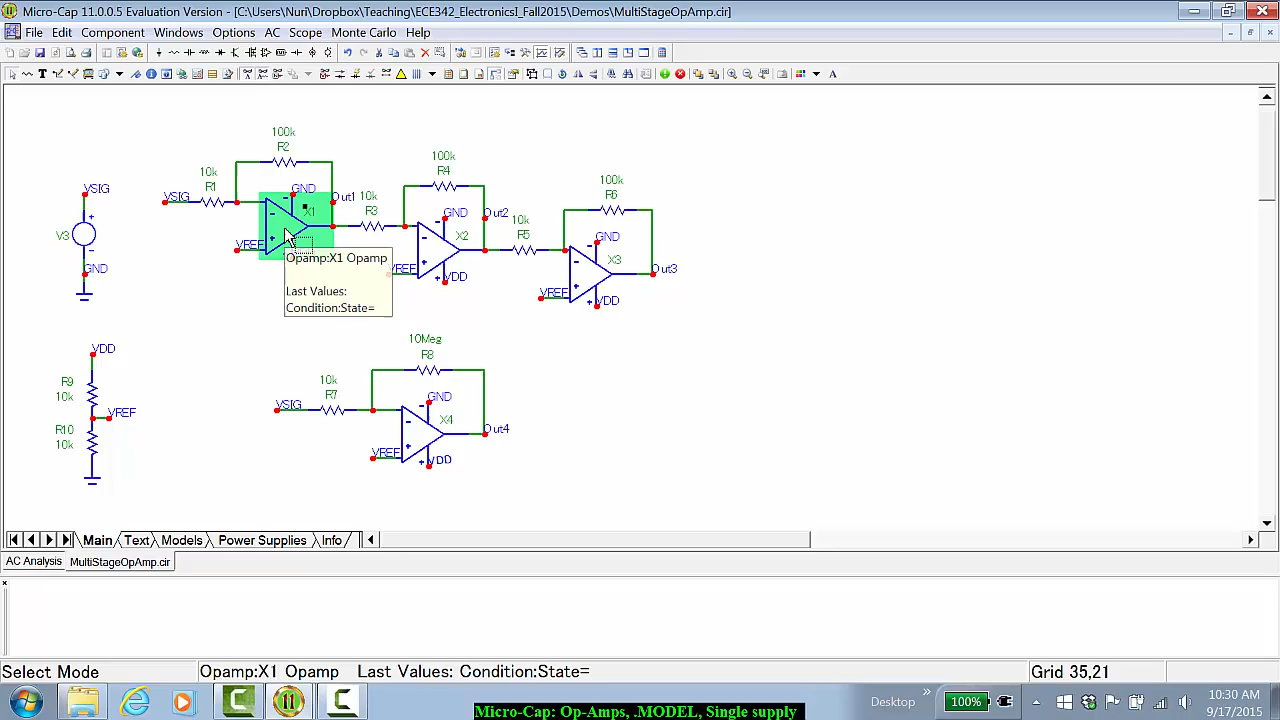 Micro-Cap 11.0.0.5 Evaluation Version - [C:\Users\Nuri\Dropbox\Teaching\ECE342_ElectronicsI_Fall2015\Demos\MultiStageOpAmp.cir]
File Edit Component Windows Options AC Scope Monte Carlo Help
100k
R2
10k
R1
VSIG
GND
X1
Out1
VREF
10k
R3
100k
R4
GND
Out2
X2
VREF
VDD
10k
R5
100k
R6
GND
X3
Out3
VREF
VDD
VSIG
V3
GND
Opamp:X1 Opamp
Last Values:
Condition:State=
VDD
R9
10k
VREF
R10
10k
10Meg
R8
10k
R7
VSIG
GND
X4
Out4
VREF
VDD
Main Text Models Power Supplies Info
AC Analysis MultiStageOpAmp.cir
Select Mode Opamp:X1 Opamp Last Values: Condition:State= Grid 35,21
Desktop 100% 10:30 AM
9/17/2015
Micro-Cap: Op-Amps, .MODEL, Single supply